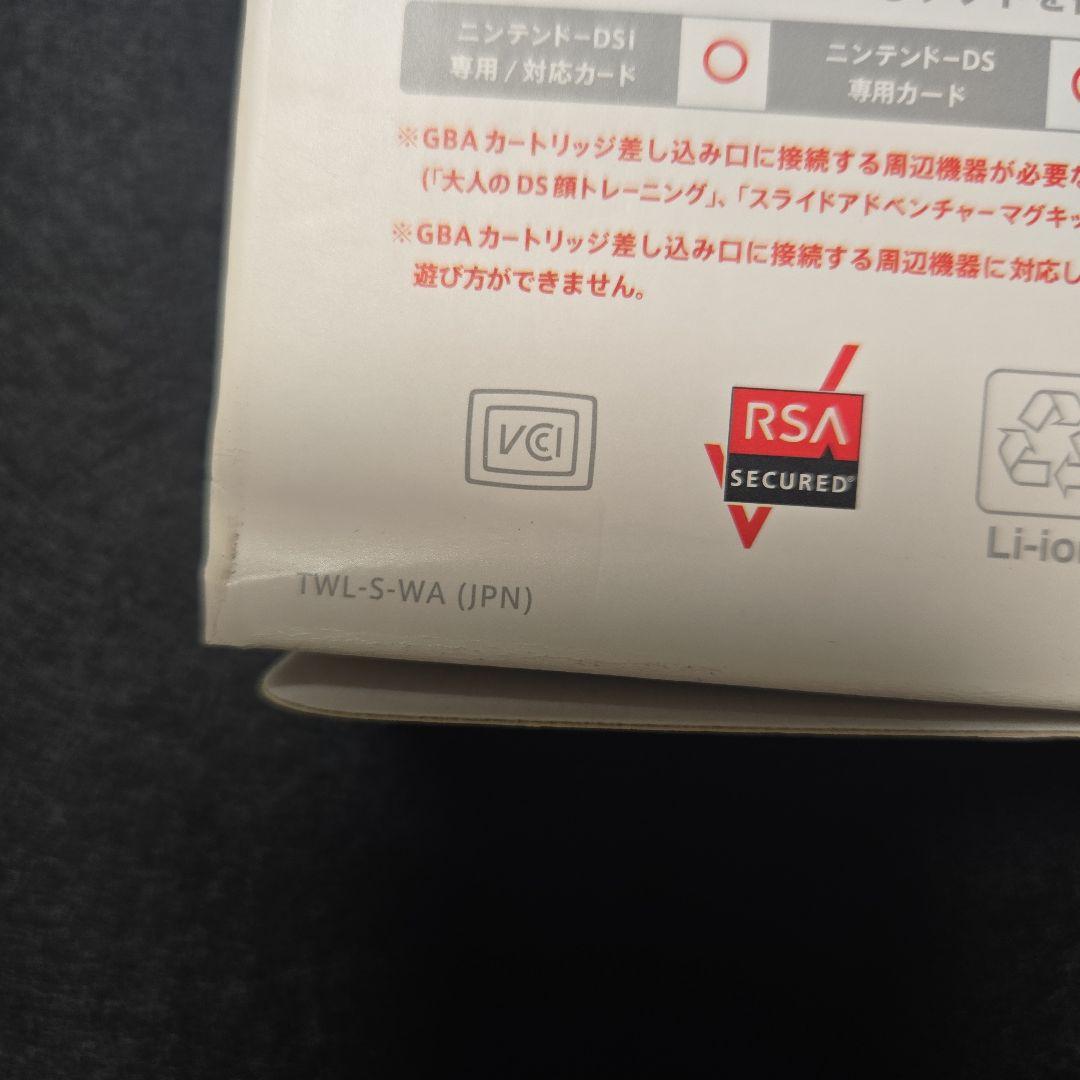 ニンテンドーDSi
専用/対応カード
ニンテンドーDS
専用カード
※GBAカートリッジ差し込み口に接続する周辺機器が必要な
(「大人のDS顔トレーニング」、「スライドアドベンチャーマグキッ
※GBAカートリッジ差し込み口に接続する周辺機器に対応し
遊び方ができません。
VCCI
RSA
SECURED
Li-ion
TWL-S-WA (JPN)